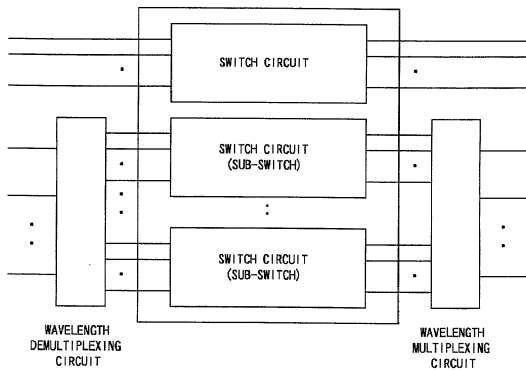 SWITCH CIRCUIT
SWITCH CIRCUIT
(SUB-SWITCH)
SWITCH CIRCUIT
(SUB-SWITCH)
WAVELENGTH
DEMULTIPLEXING
CIRCUIT
WAVELENGTH
MULTIPLEXING
CIRCUIT